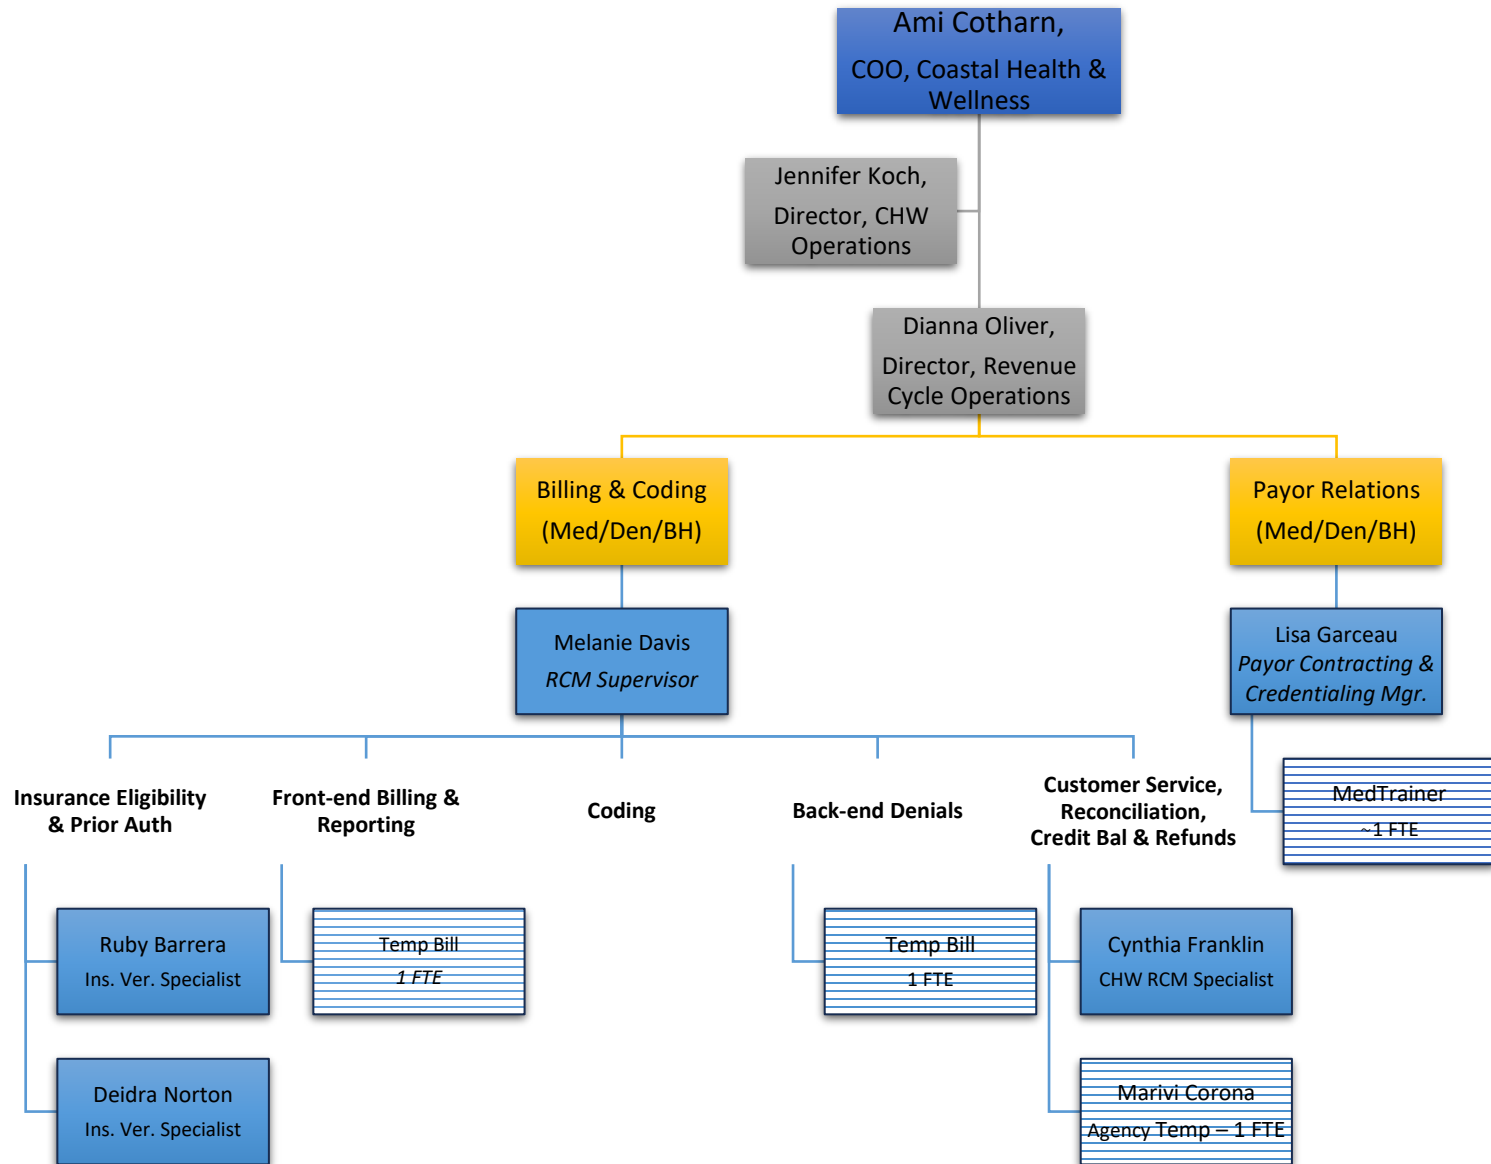 Ami Cotharn,
COO, Coastal Health &
Wellness
Jennifer Koch,
Director, CHW
Operations
Dianna Oliver,
Director, Revenue
Cycle Operations
Billing & Coding
(Med/Den/BH)
Payor Relations
(Med/Den/BH)
Melanie Davis
RCM Supervisor
Lisa Garceau
Payor Contracting &
Credentialing Mgr.
Insurance Eligibility
& Prior Auth
Front-end Billing &
Reporting
Coding
Back-end Denials
Customer Service,
Reconciliation,
Credit Bal & Refunds
MedTrainer
~1 FTE
Ruby Barrera
Ins. Ver. Specialist
Temp Bill
1 FTE
Temp Bill
1 FTE
Cynthia Franklin
CHW RCM Specialist
Deidra Norton
Ins. Ver. Specialist
Marivi Corona
Agency Temp – 1 FTE